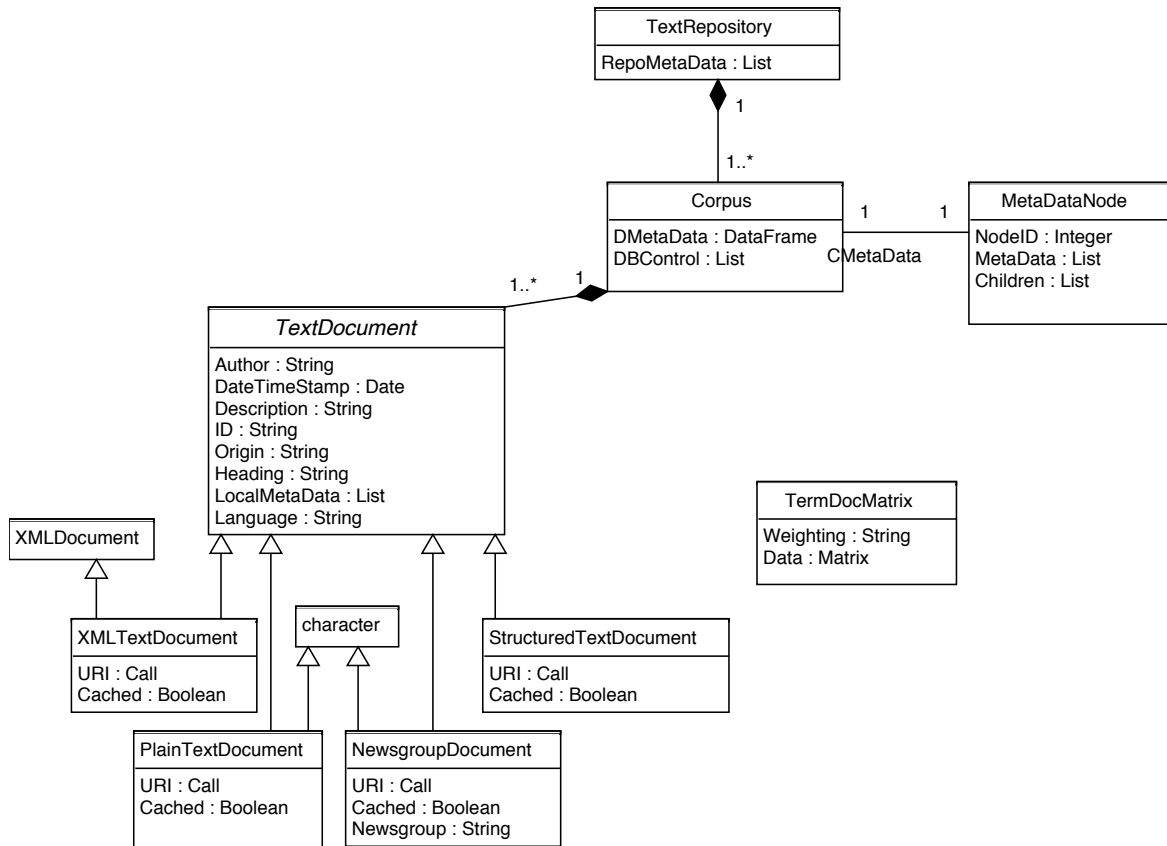 TextRepository
RepoMetaData : List
1
1..*
Corpus
DMetaData : DataFrame
DBControl : List
1
1
CMetaData
MetaDataNode
NodeID : Integer
MetaData : List
Children : List
1..*
1
TextDocument
Author : String
DateTimeStamp : Date
Description : String
ID : String
Origin : String
Heading : String
LocalMetaData : List
Language : String
TermDocMatrix
Weighting : String
Data : Matrix
XMLDocument
character
XMLTextDocument
URI : Call
Cached : Boolean
StructuredTextDocument
URI : Call
Cached : Boolean
PlainTextDocument
URI : Call
Cached : Boolean
NewsgroupDocument
URI : Call
Cached : Boolean
Newsgroup : String